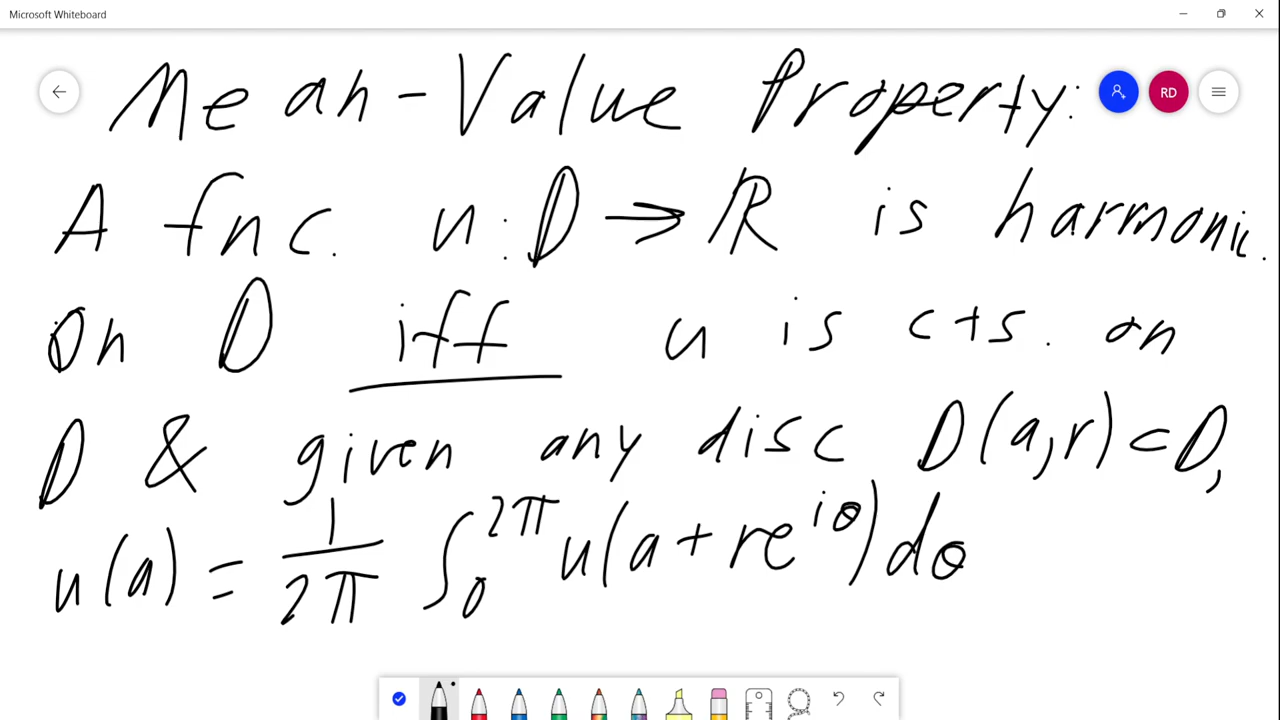 Microsoft Whiteboard
Mean-Value Property:
RD
A fnc. u: D → ℝ is harmonic.
on D iff u is cts. on
D & given any disc D(a,r) ⊂ D,
u(a) = 1/2π ∫₀^2π u(a + re^iθ) dθ